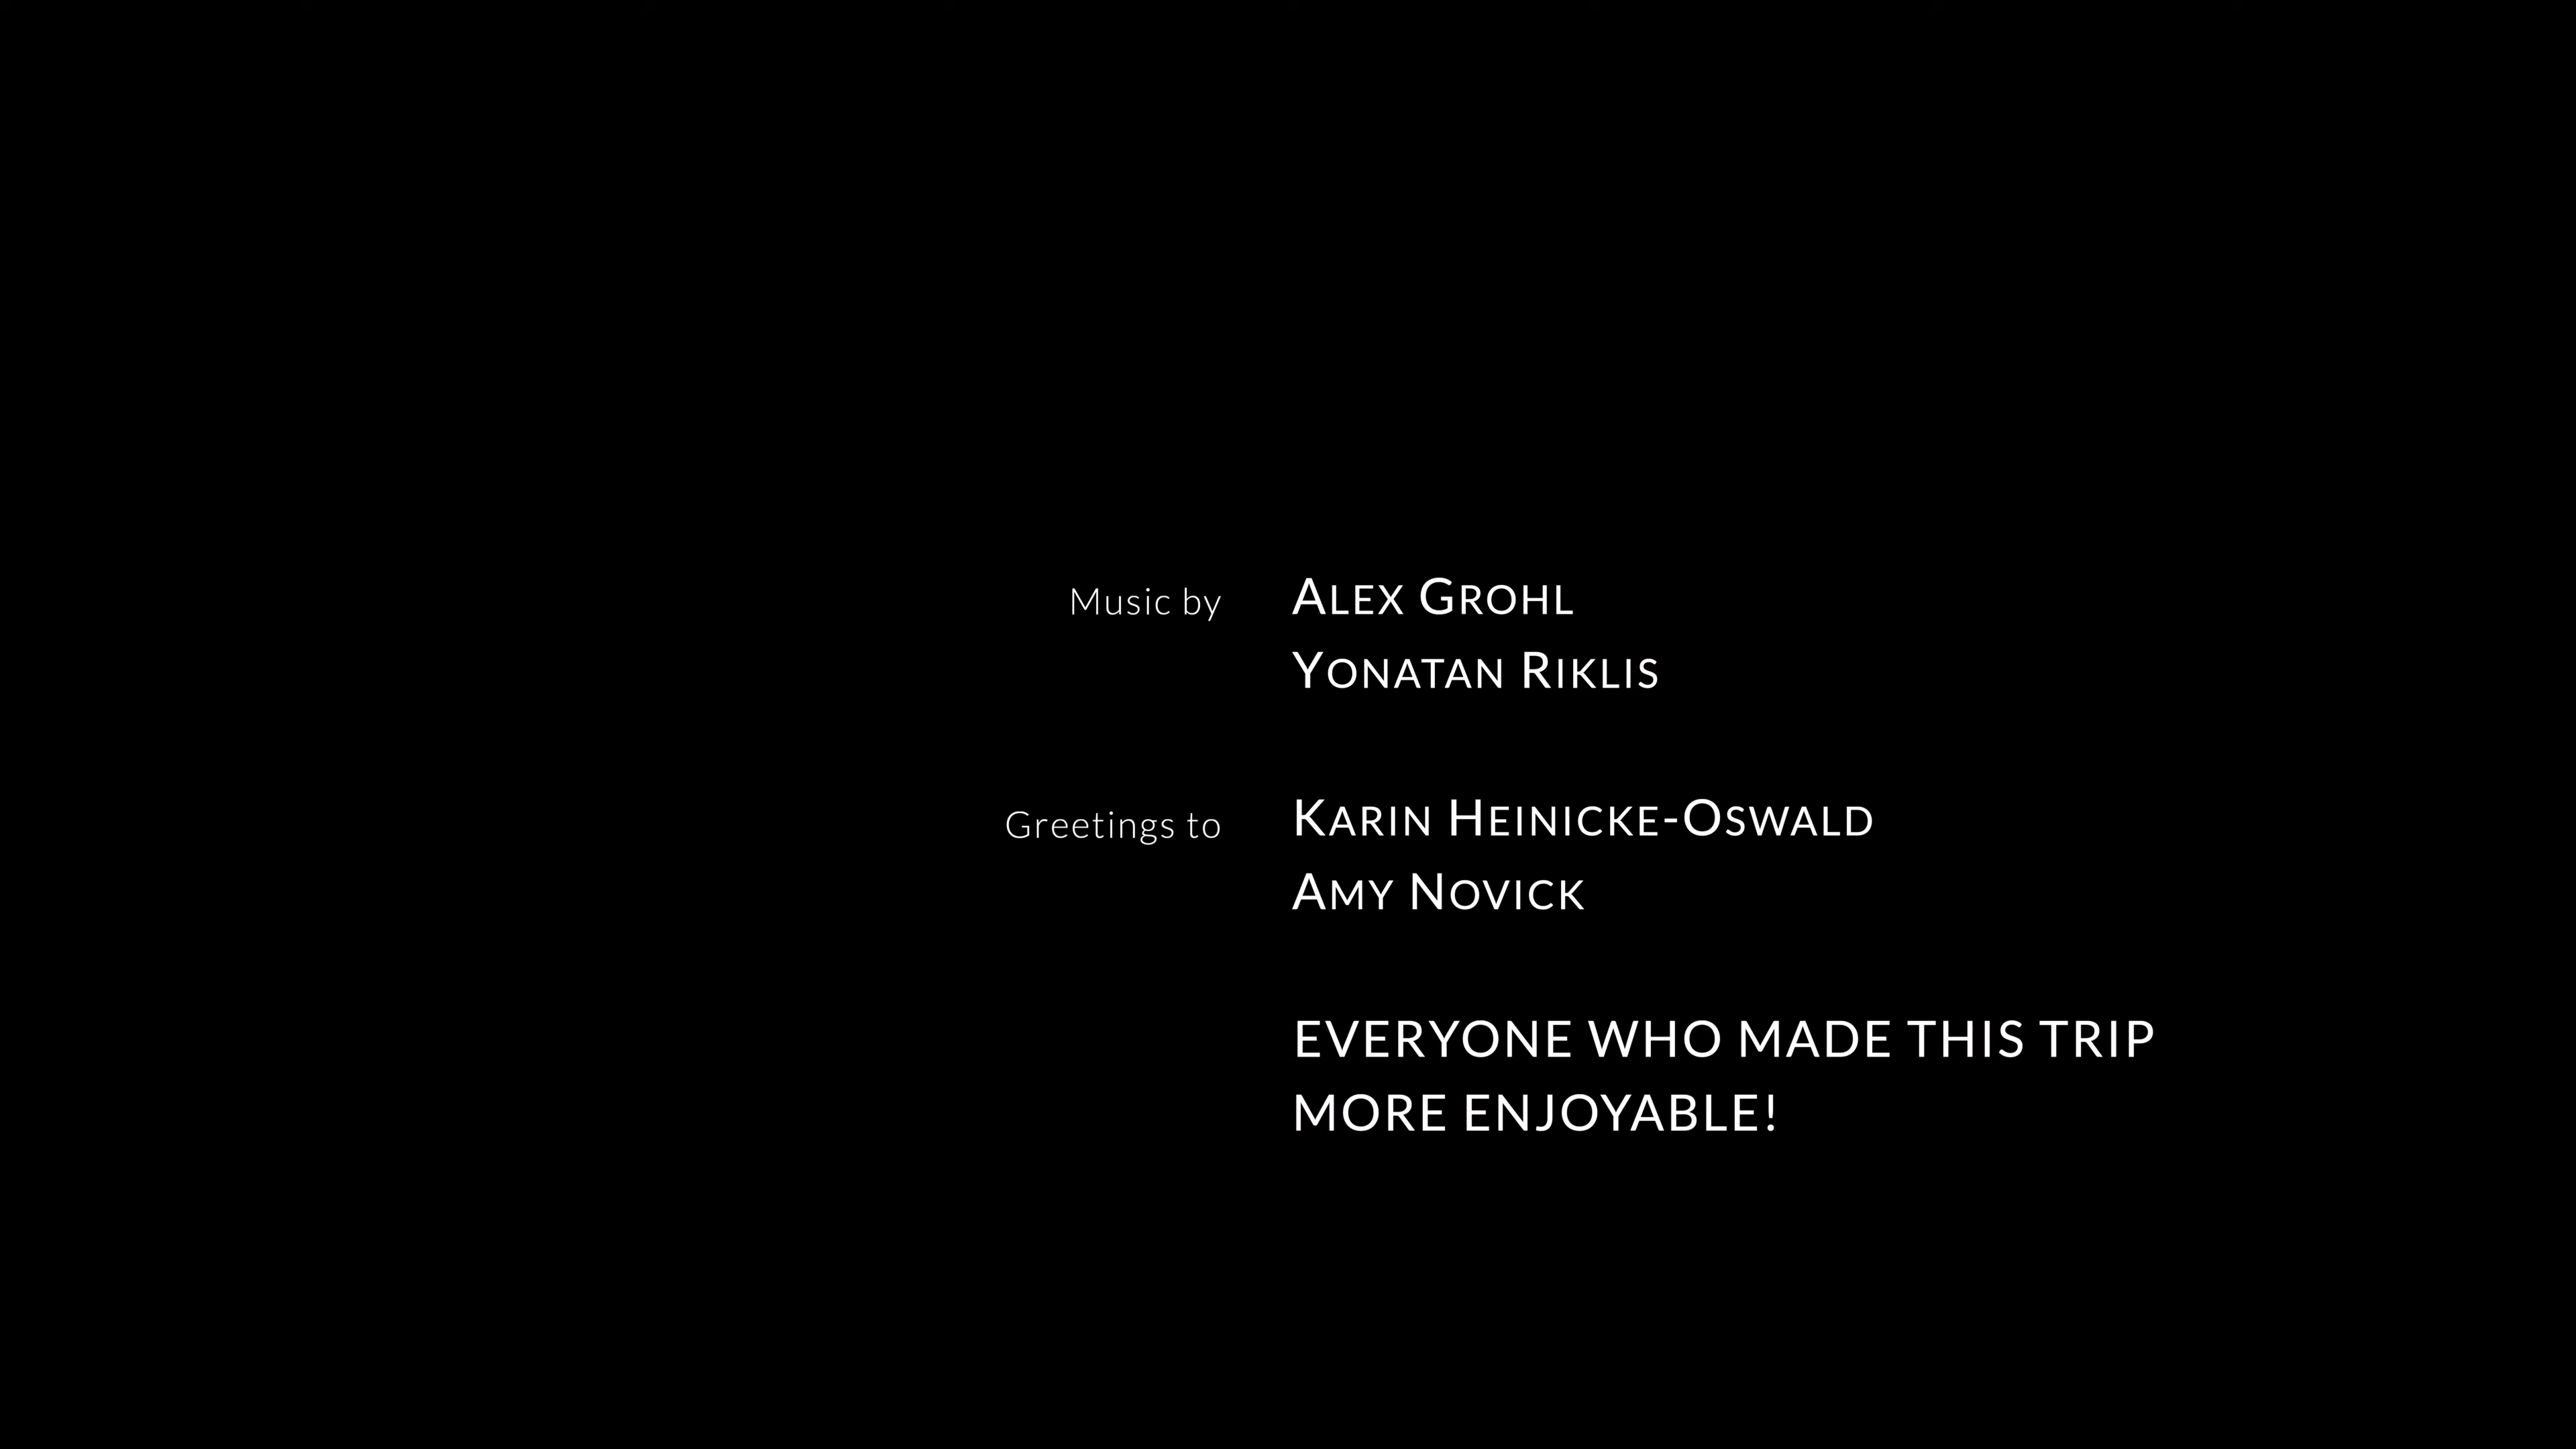 Music by Alex Grohl
Yonatan Riklis
Greetings to Karin Heinicke-Oswald
Amy Novick
EVERYONE WHO MADE THIS TRIP
MORE ENJOYABLE!